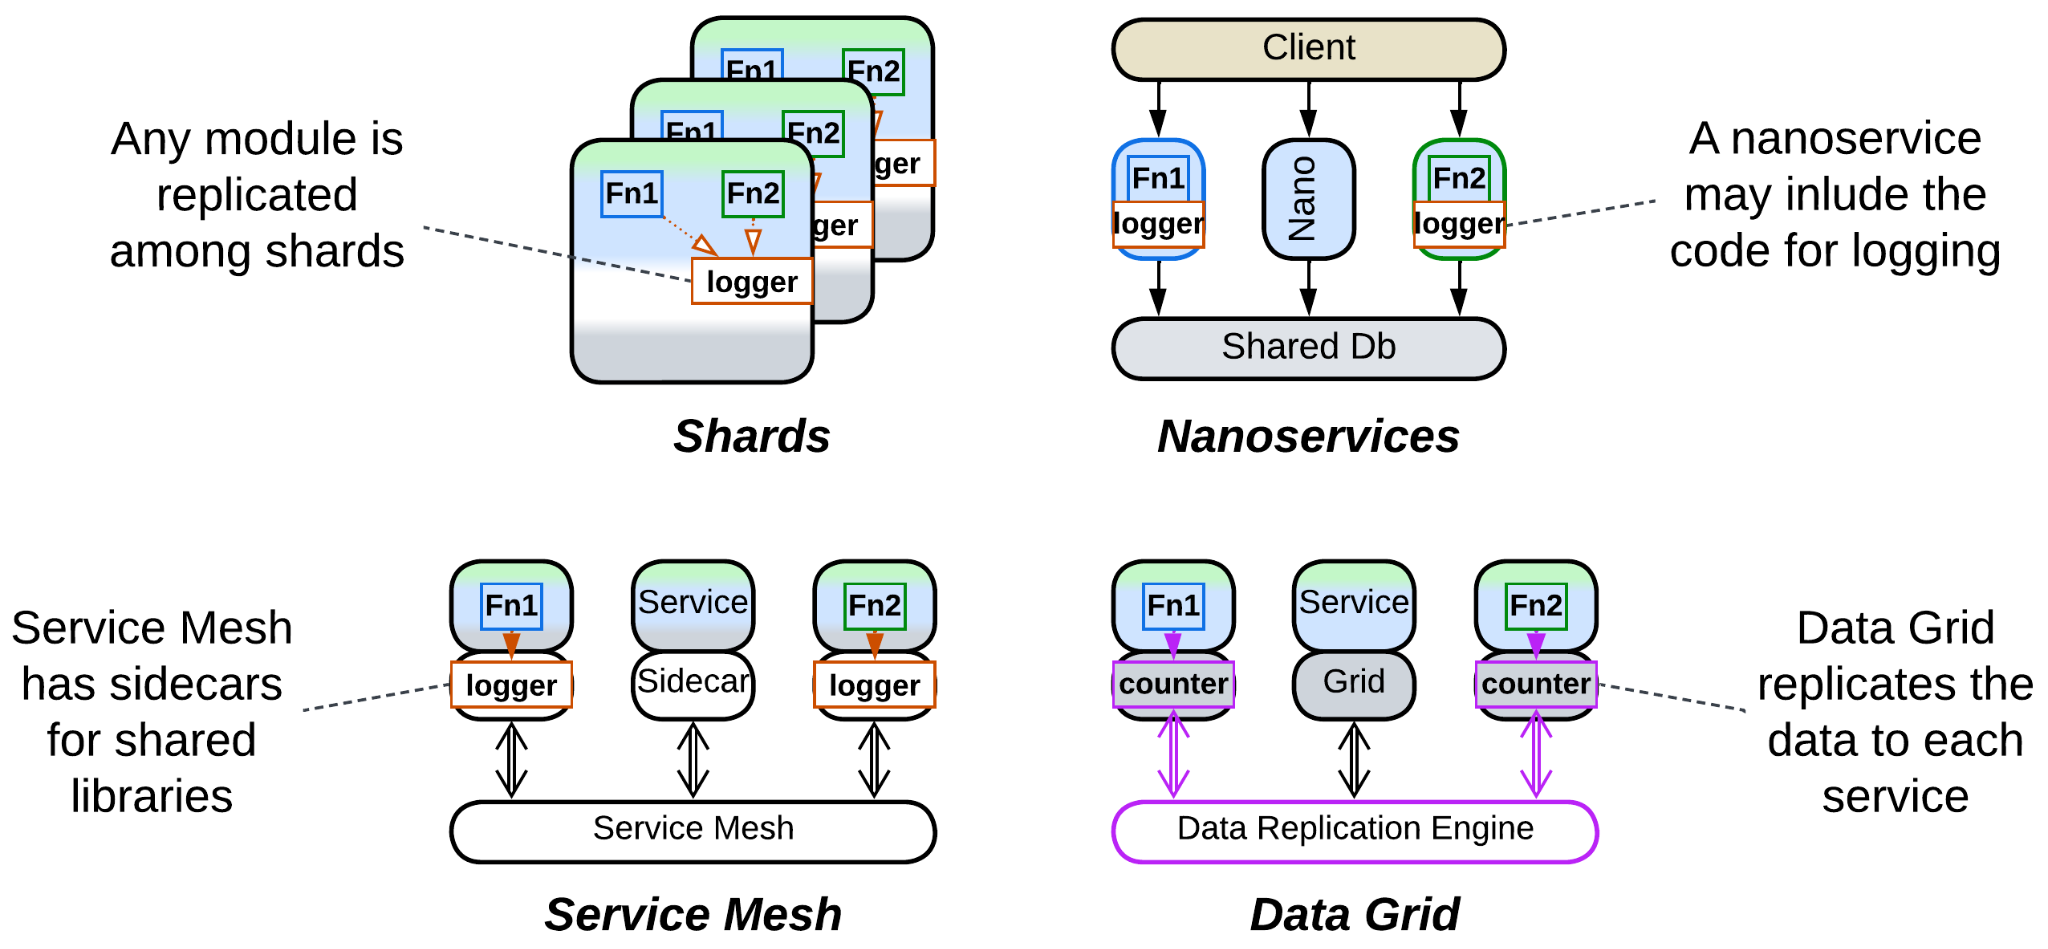 Fn1
Fn2
Fn1
Fn2
ger
Fn1
Fn2
ger
logger
Any module is
replicated
among shards
Shards
Client
Fn1
logger
Nano
Fn2
logger
Shared Db
A nanoservice
may inlude the
code for logging
Nanoservices
Service Mesh
has sidecars
for shared
libraries
Fn1
logger
Service
Sidecar
Fn2
logger
Service Mesh
Service Mesh
Fn1
counter
Service
Grid
Fn2
counter
Data Replication Engine
Data Grid
replicates the
data to each
service
Data Grid